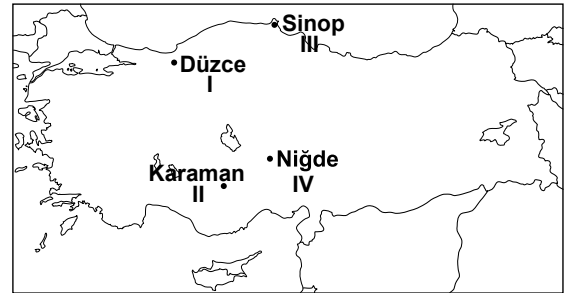 Sinop
III
Düzce
I
Niğde
IV
Karaman
II